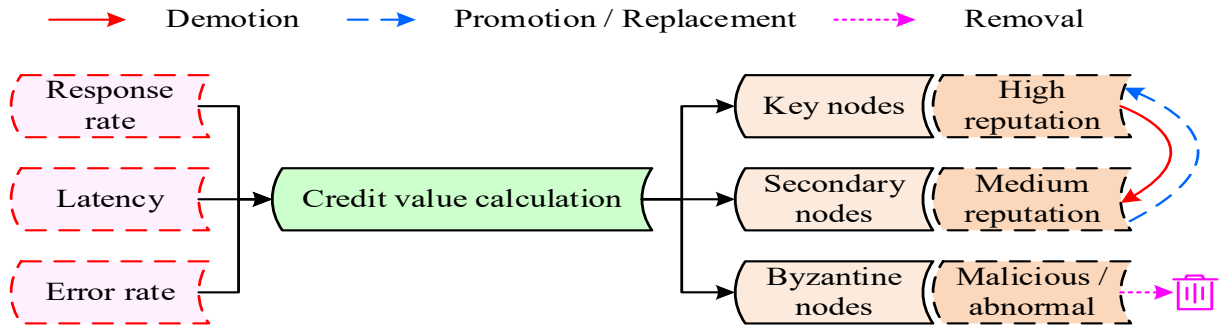 Demotion
Promotion / Replacement
Removal
Response
rate
Latency
Error rate
Credit value calculation
Key nodes
High
reputation
Secondary
nodes
Medium
reputation
Byzantine
nodes
Malicious /
abnormal